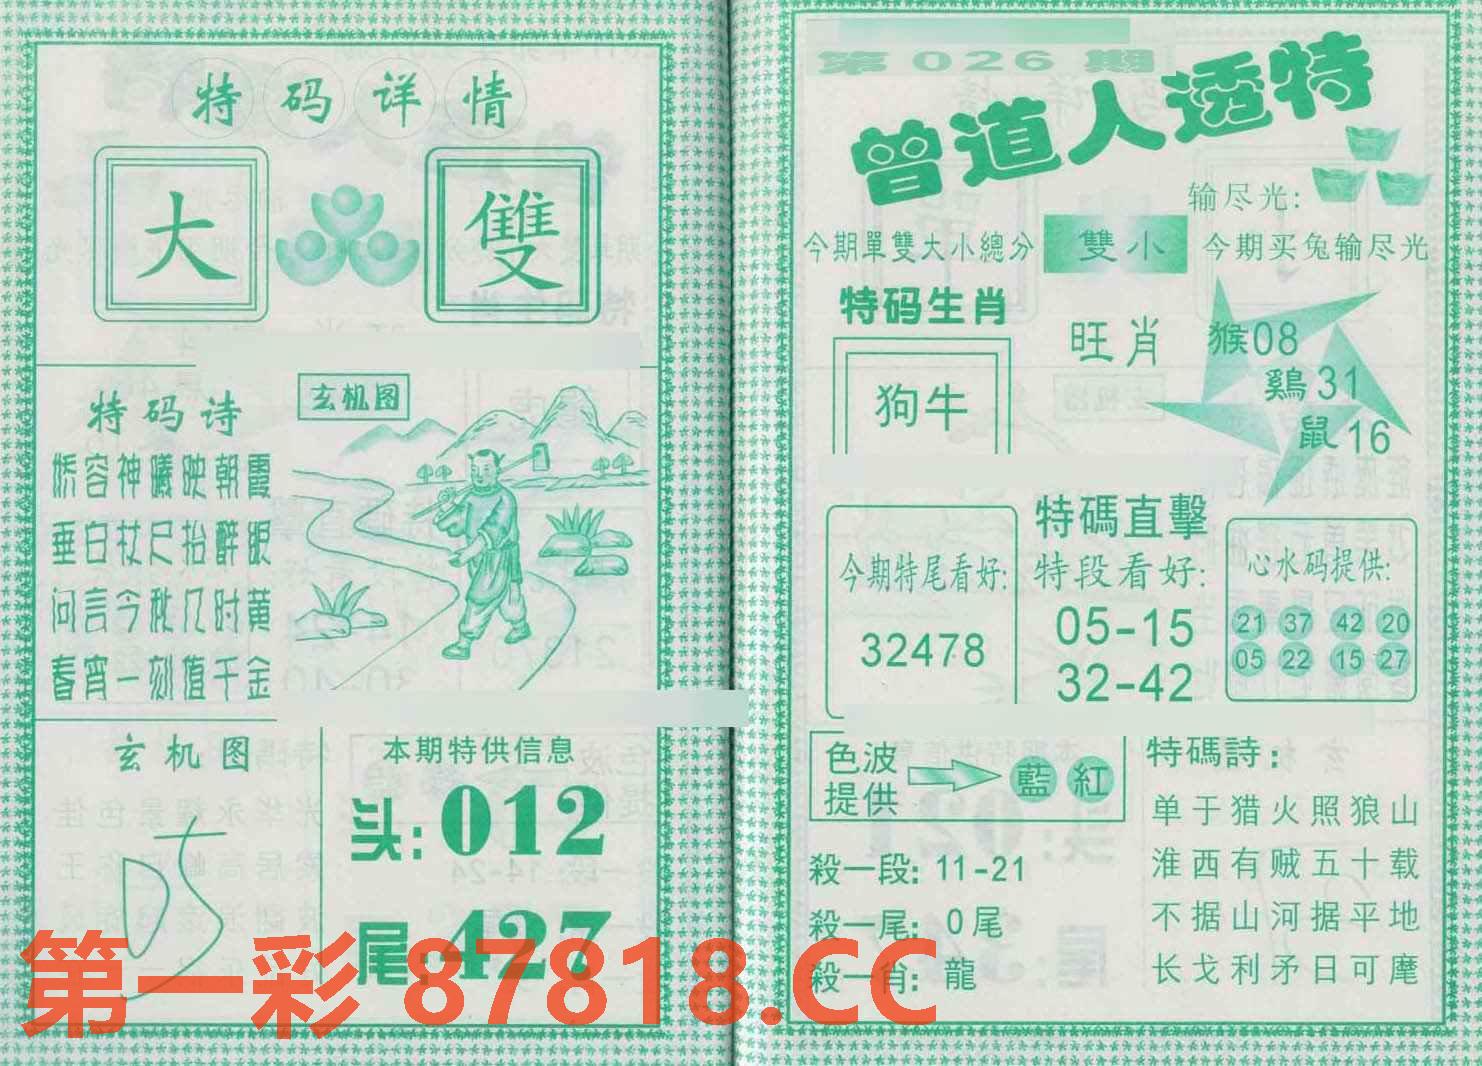 特码详情
大 雙
特码诗
娇容神曦映朝霞
垂白杖尺抬醉眼
问言今秋几时黄
春宵一刻值千金
玄机图
玄机图
本期特供信息
头:012
尾:427
第026期
曾道人透特
输尽光:
今期單雙大小總分 雙小 今期买兔输尽光
特码生肖
狗牛
旺肖
猴08
鷄31
鼠16
今期特尾看好:
32478
特碼直擊
特段看好:
05-15
32-42
心水码提供:
21 37 42 20
05 22 15 27
色波
提供
藍 紅
殺一段: 11-21
殺一尾: 0尾
殺一肖: 龍
特碼詩:
单于猎火照狼山
淮西有贼五十载
不据山河据平地
长戈利矛日可麾
第一彩 87818.CC